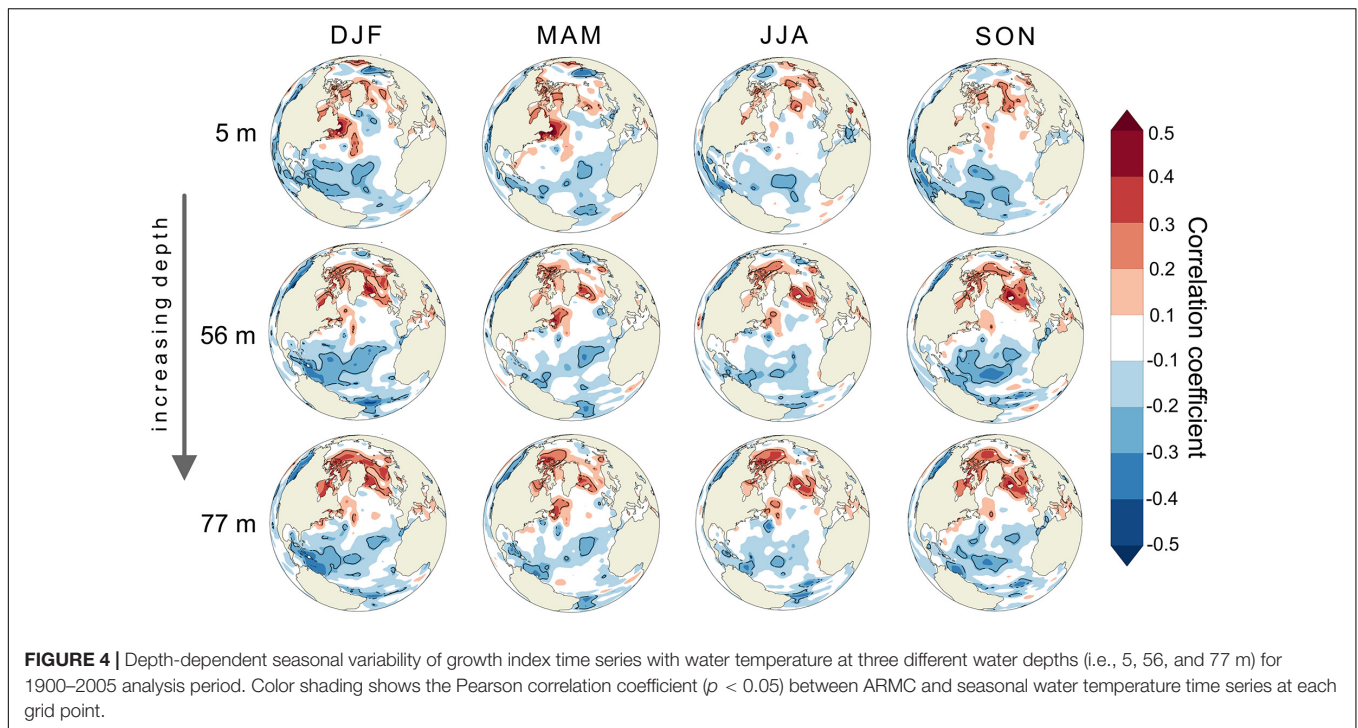 DJF MAM JJA SON
5 m
56 m
77 m
increasing depth
0.5
0.4
0.3
0.2
0.1
-0.1
-0.2
-0.3
-0.4
-0.5
Correlation coefficient
FIGURE 4 | Depth-dependent seasonal variability of growth index time series with water temperature at three different water depths (i.e., 5, 56, and 77 m) for
1900–2005 analysis period. Color shading shows the Pearson correlation coefficient (p < 0.05) between ARMC and seasonal water temperature time series at each
grid point.